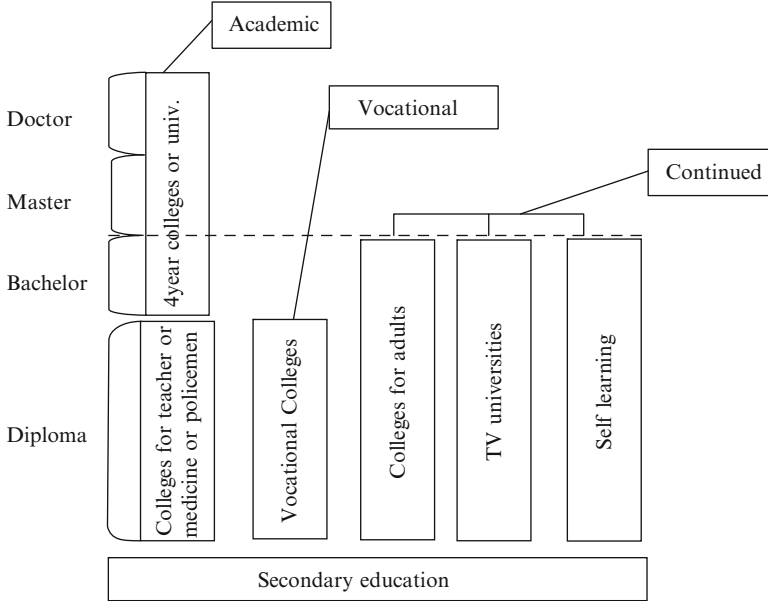 Academic
Vocational
Continued
Doctor
Master
Bachelor
Diploma
4year colleges or univ.
Colleges for teacher or
medicine or policemen
Vocational Colleges
Colleges for adults
TV universities
Self learning
Secondary education